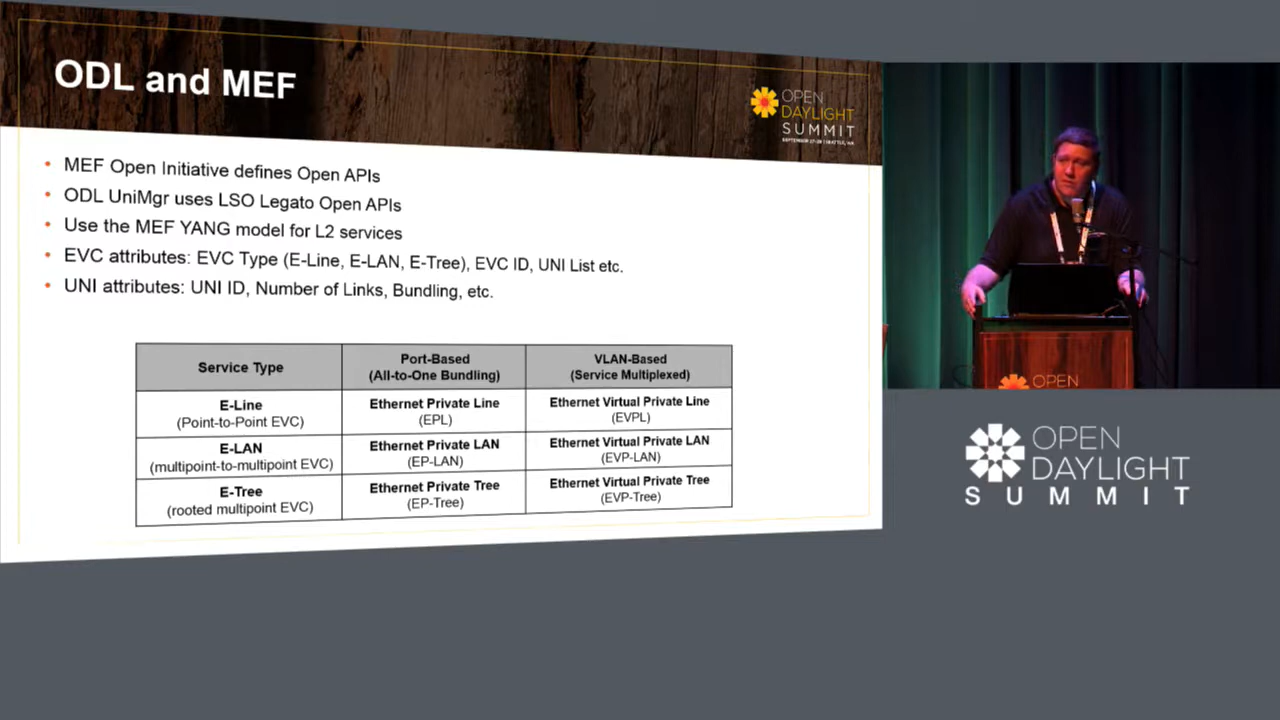 ODL and MEF
OPEN
DAYLIGHT
SUMMIT
• MEF Open Initiative defines Open APIs
• ODL UniMgr uses LSO Legato Open APIs
• Use the MEF YANG model for L2 services
• EVC attributes: EVC Type (E-Line, E-LAN, E-Tree), EVC ID, UNI List etc.
• UNI attributes: UNI ID, Number of Links, Bundling, etc.
Service Type
Port-Based
(All-to-One Bundling)
VLAN-Based
(Service Multiplexed)
E-Line
(Point-to-Point EVC)
Ethernet Private Line
(EPL)
Ethernet Virtual Private Line
(EVPL)
E-LAN
(multipoint-to-multipoint EVC)
Ethernet Private LAN
(EP-LAN)
Ethernet Virtual Private LAN
(EVP-LAN)
E-Tree
(rooted multipoint EVC)
Ethernet Private Tree
(EP-Tree)
Ethernet Virtual Private Tree
(EVP-Tree)
OPEN
OPEN
DAYLIGHT
SUMMIT